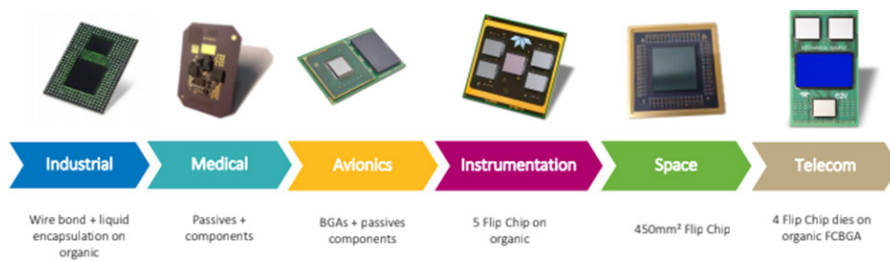 Industrial
Medical
Avionics
Instrumentation
Space
Telecom
Wire bond + liquid
encapsulation on
organic
Passives +
components
BGAs + passives
components
5 Flip Chip on
organic
450mm² Flip Chip
4 Flip Chip dies on
organic FCBGA